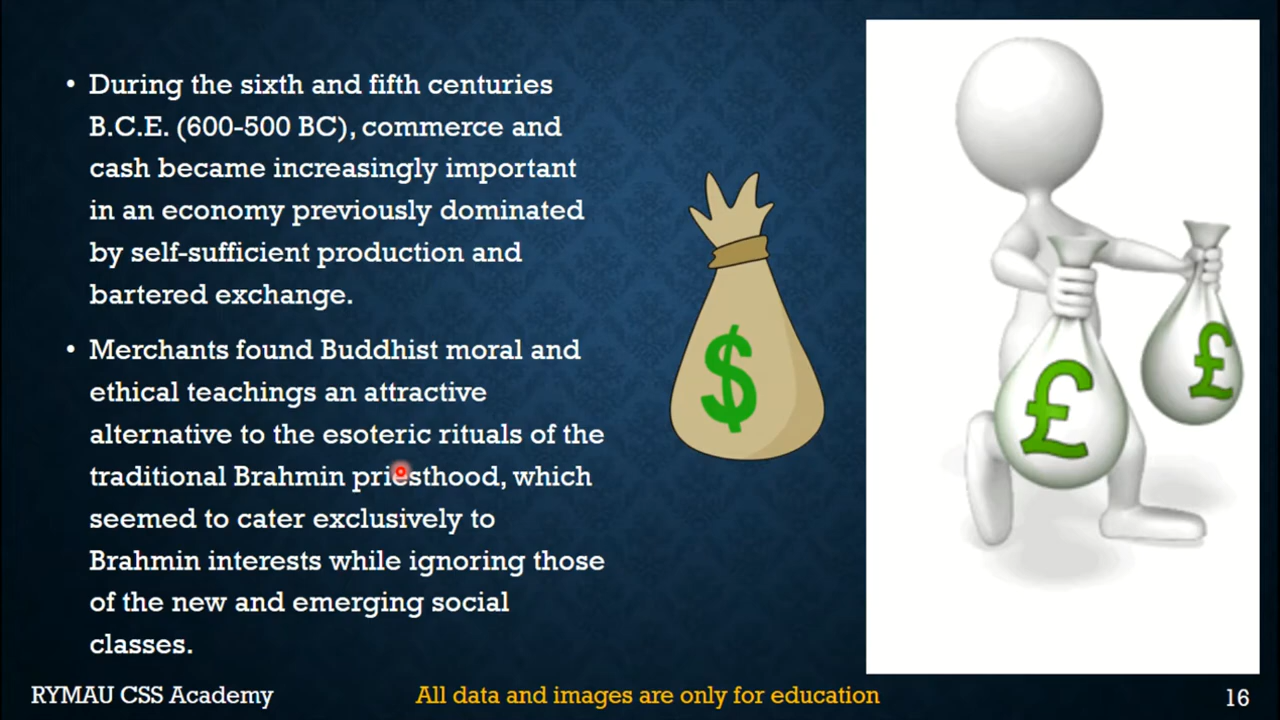 • During the sixth and fifth centuries
B.C.E. (600-500 BC), commerce and
cash became increasingly important
in an economy previously dominated
by self-sufficient production and
bartered exchange.
• Merchants found Buddhist moral and
ethical teachings an attractive
alternative to the esoteric rituals of the
traditional Brahmin priesthood, which
seemed to cater exclusively to
Brahmin interests while ignoring those
of the new and emerging social
classes.
$
£
£
RYMAU CSS Academy
All data and images are only for education
16